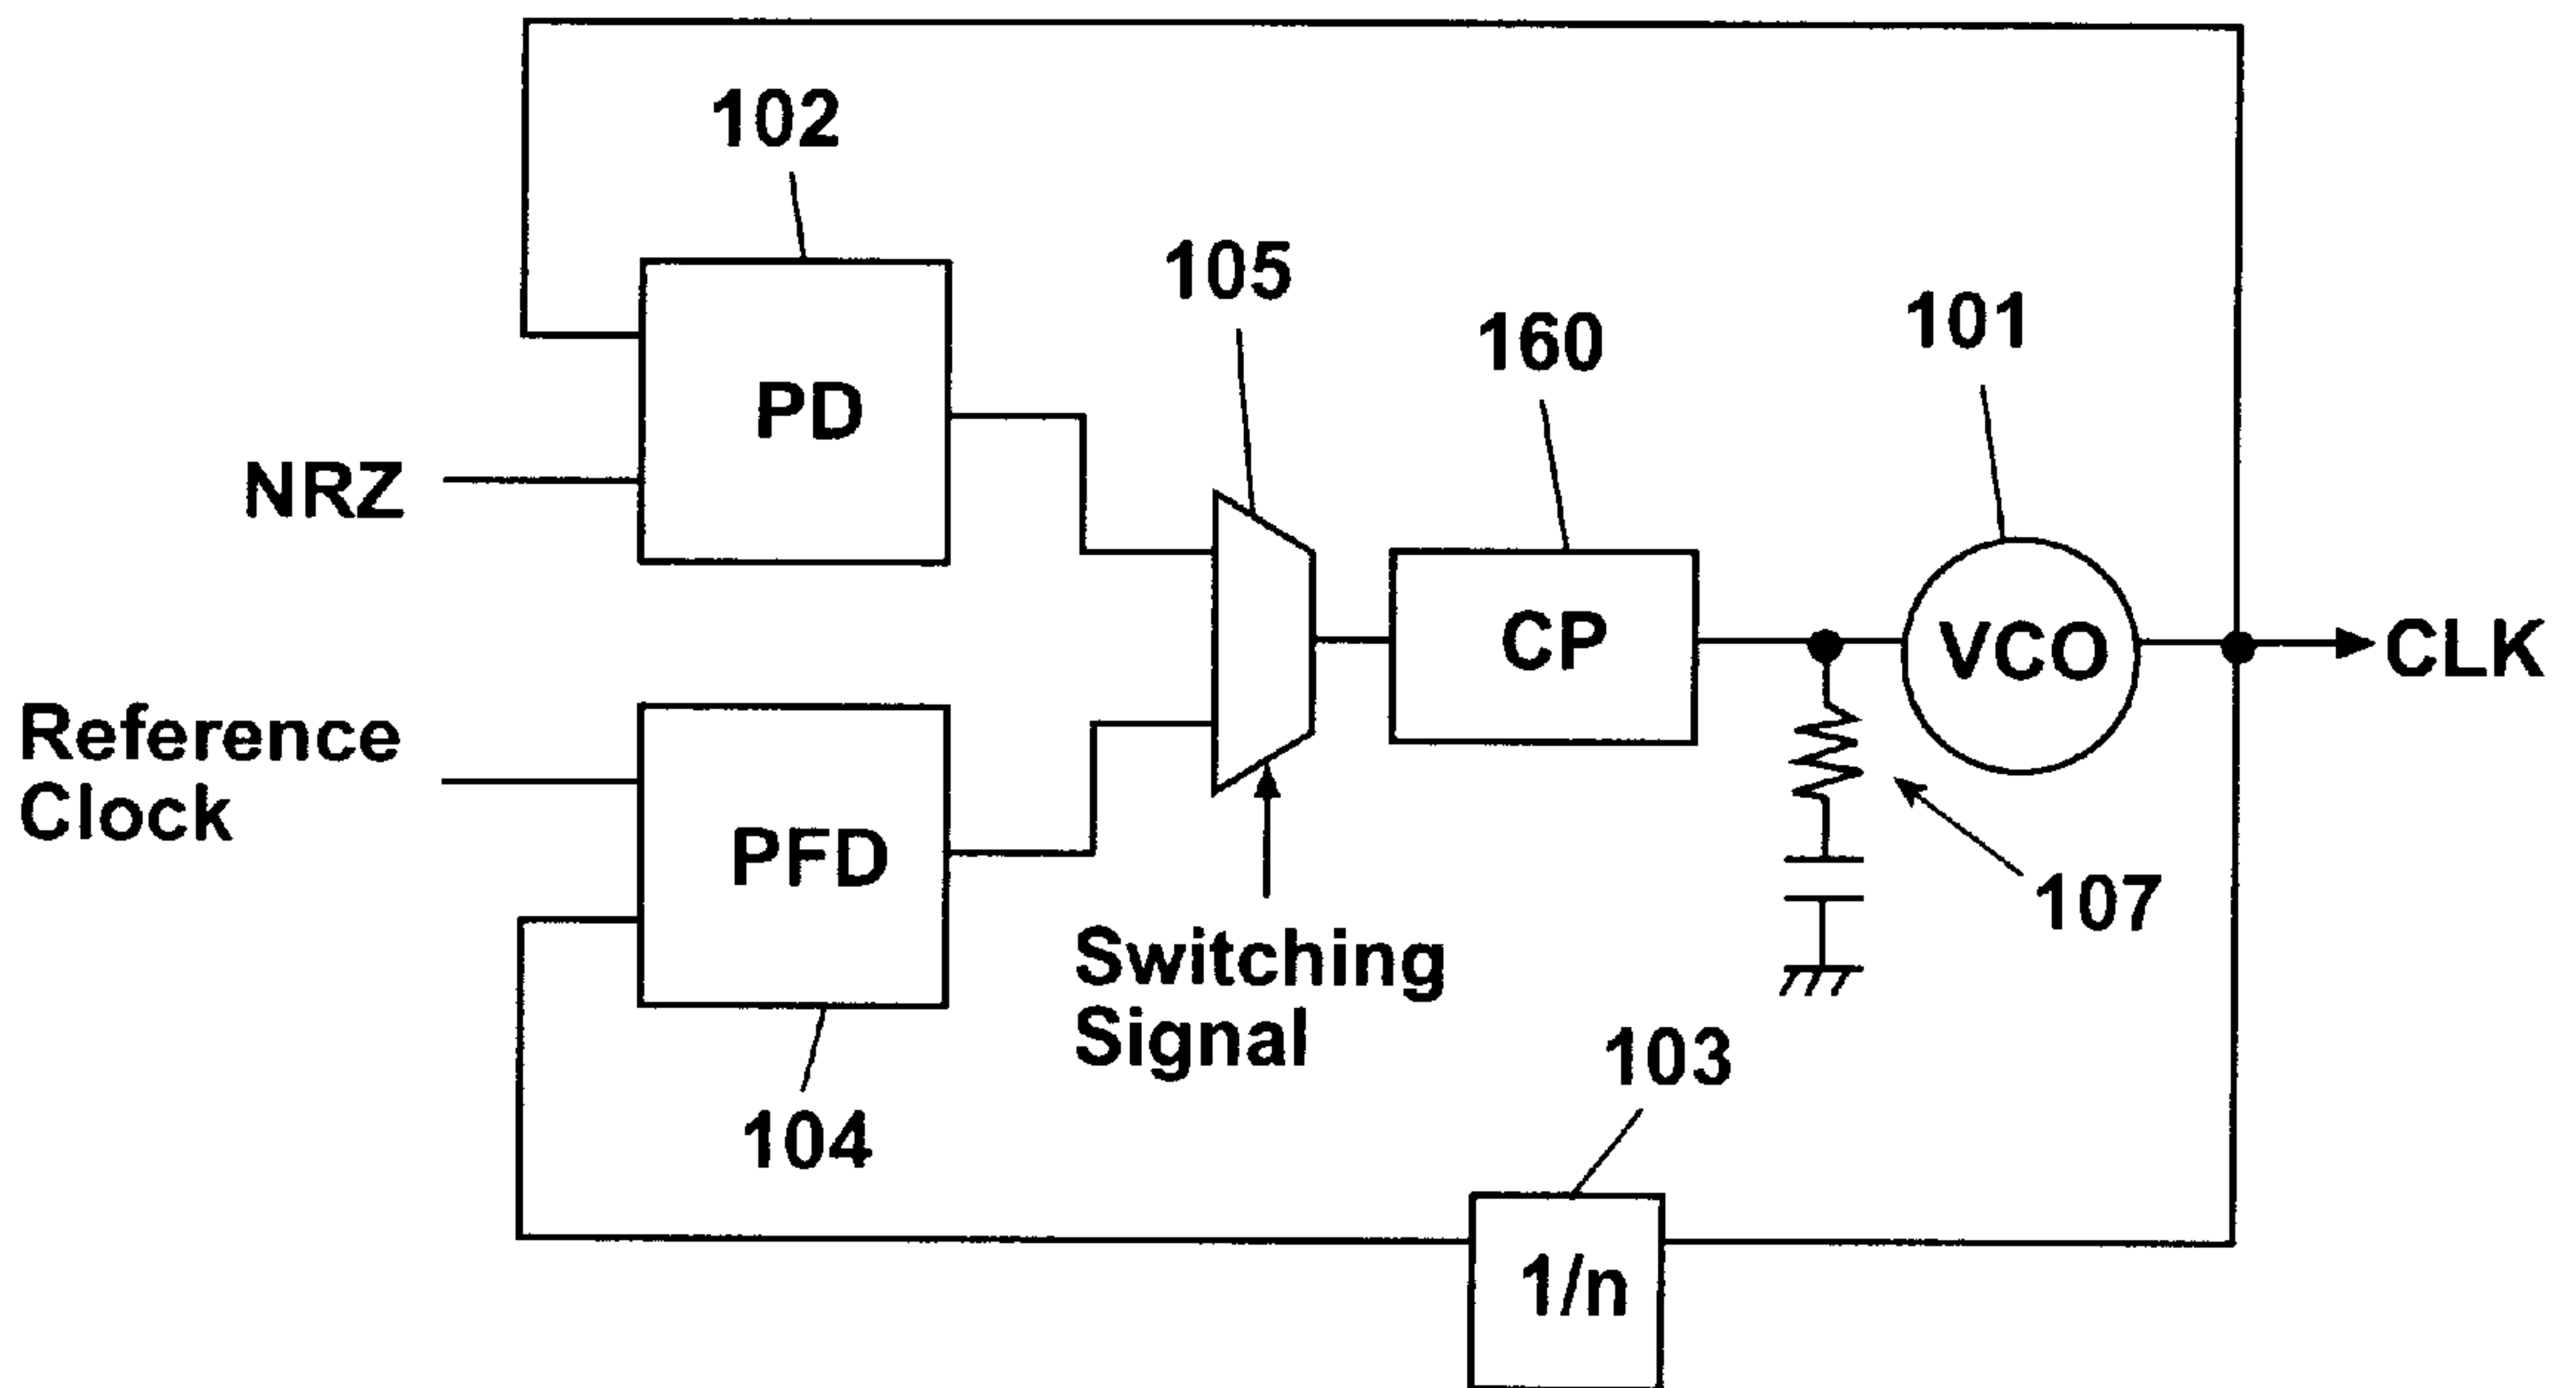 102
105
160
101
PD
NRZ
CP
VCO
CLK
Reference
Clock
PFD
107
Switching
Signal
103
104
1/n